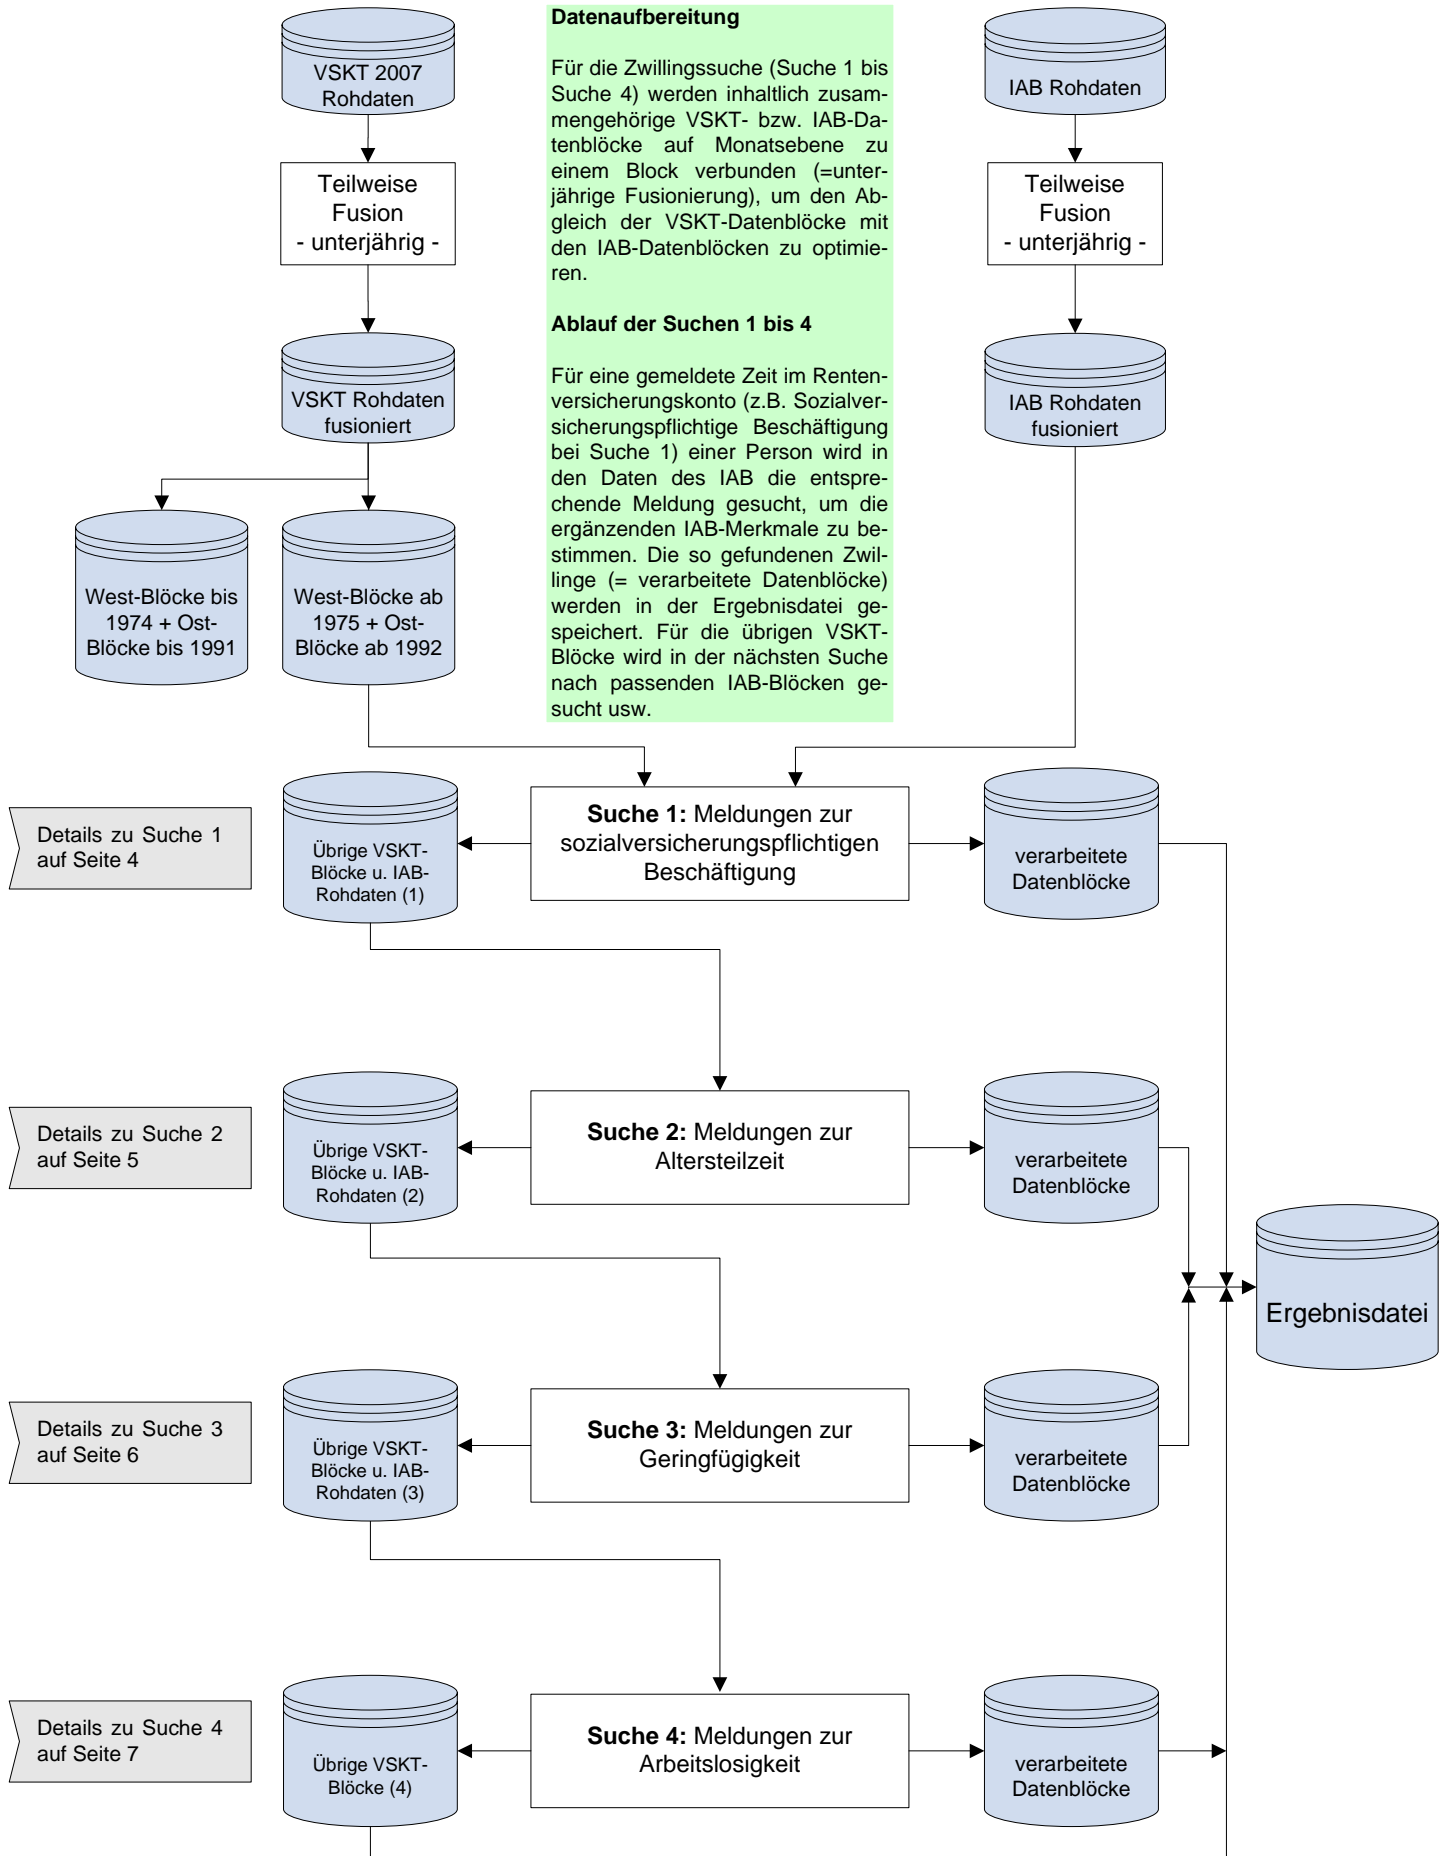 VSKT 2007
Rohdaten
Teilweise
Fusion
- unterjährig -
VSKT Rohdaten
fusioniert
West-Blöcke bis
1974 + Ost-
Blöcke bis 1991
West-Blöcke ab
1975 + Ost-
Blöcke ab 1992
Datenaufbereitung
Für die Zwillingssuche (Suche 1 bis
Suche 4) werden inhaltlich zusam-
mengehörige VSKT- bzw. IAB-Da-
tenblöcke auf Monatsebene zu
einem Block verbunden (=unter-
jährige Fusionierung), um den Ab-
gleich der VSKT-Datenblöcke mit
den IAB-Datenblöcken zu optimie-
ren.
Ablauf der Suchen 1 bis 4
Für eine gemeldete Zeit im Renten-
versicherungskonto (z.B. Sozialver-
sicherungspflichtige Beschäftigung
bei Suche 1) einer Person wird in
den Daten des IAB die entspre-
chende Meldung gesucht, um die
ergänzenden IAB-Merkmale zu be-
stimmen. Die so gefundenen Zwil-
linge (= verarbeitete Datenblöcke)
werden in der Ergebnisdatei ge-
speichert. Für die übrigen VSKT-
Blöcke wird in der nächsten Suche
nach passenden IAB-Blöcken ge-
sucht usw.
IAB Rohdaten
Teilweise
Fusion
- unterjährig -
IAB Rohdaten
fusioniert
Details zu Suche 1
auf Seite 4
Übrige VSKT-
Blöcke u. IAB-
Rohdaten (1)
Suche 1: Meldungen zur
sozialversicherungspflichtigen
Beschäftigung
verarbeitete
Datenblöcke
Details zu Suche 2
auf Seite 5
Übrige VSKT-
Blöcke u. IAB-
Rohdaten (2)
Suche 2: Meldungen zur
Altersteilzeit
verarbeitete
Datenblöcke
Ergebnisdatei
Details zu Suche 3
auf Seite 6
Übrige VSKT-
Blöcke u. IAB-
Rohdaten (3)
Suche 3: Meldungen zur
Geringfügigkeit
verarbeitete
Datenblöcke
Details zu Suche 4
auf Seite 7
Übrige VSKT-
Blöcke (4)
Suche 4: Meldungen zur
Arbeitslosigkeit
verarbeitete
Datenblöcke